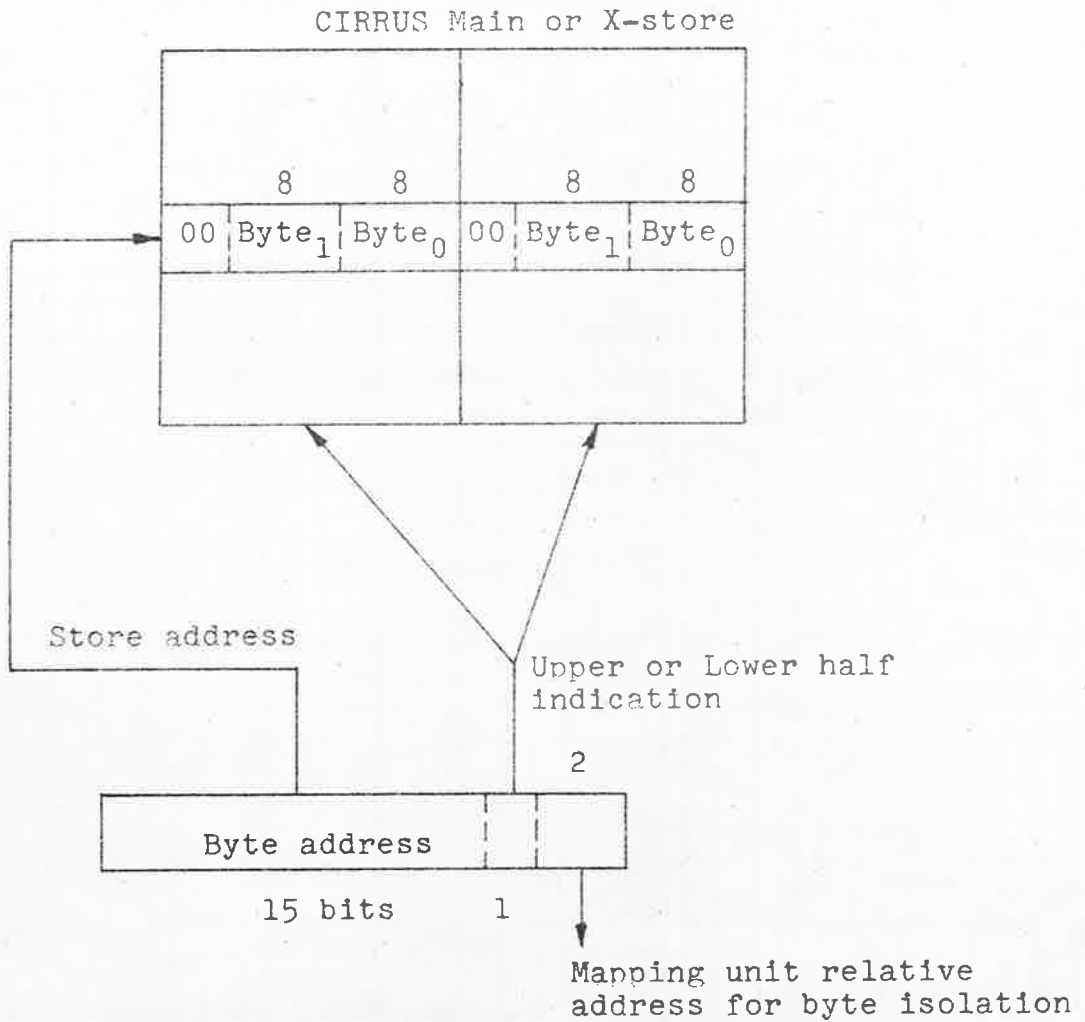 CIRRUS Main or X-store
8 8 8 8
00 Byte1 Byte0 00 Byte1 Byte0
Store address
Upper or Lower half
indication
2
Byte address
15 bits 1
Mapping unit relative
address for byte isolation